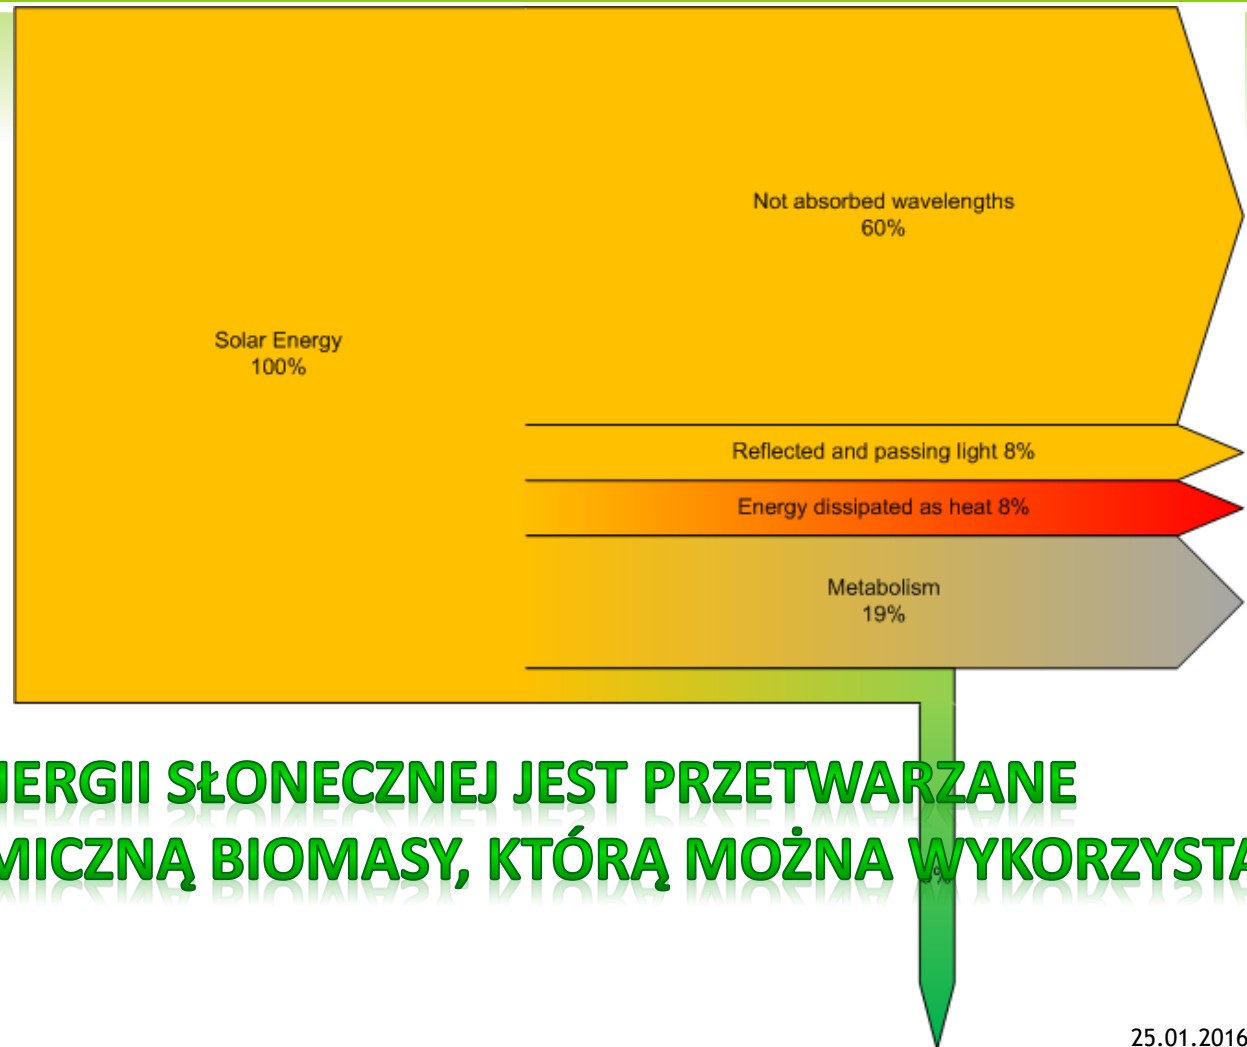 Not absorbed wavelengths
60%
Solar Energy
100%
Reflected and passing light 8%
Energy dissipated as heat 8%
Metabolism
19%
NERGII SŁONECZNEJ JEST PRZETWARZANE
MICZNĄ BIOMASY, KTÓRĄ MOŻNA WYKORZYSTA
25.01.2016